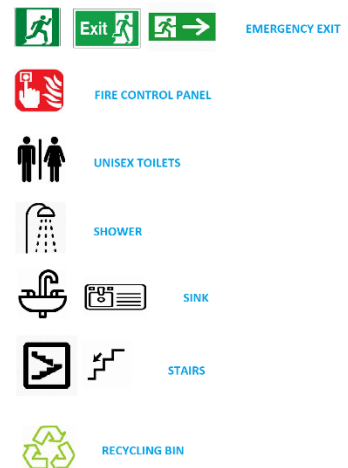 Exit
EMERGENCY EXIT
FIRE CONTROL PANEL
UNISEX TOILETS
SHOWER
SINK
STAIRS
RECYCLING BIN